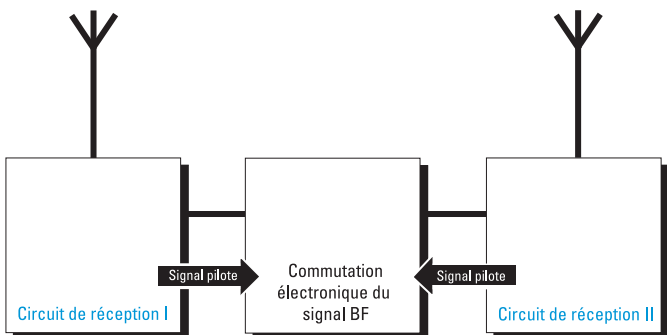 Signal pilote
Circuit de réception I
Commutation
électronique du
signal BF
Signal pilote
Circuit de réception II